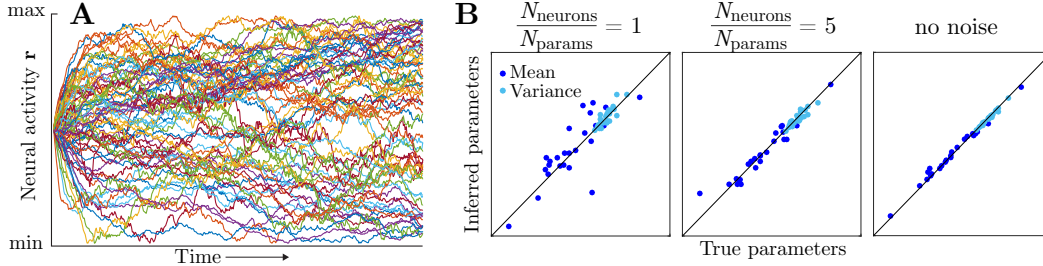 A
max
Neural activity r
min
Time
B
N_neurons / N_params = 1
N_neurons / N_params = 5
no noise
Mean
Variance
Inferred parameters
True parameters